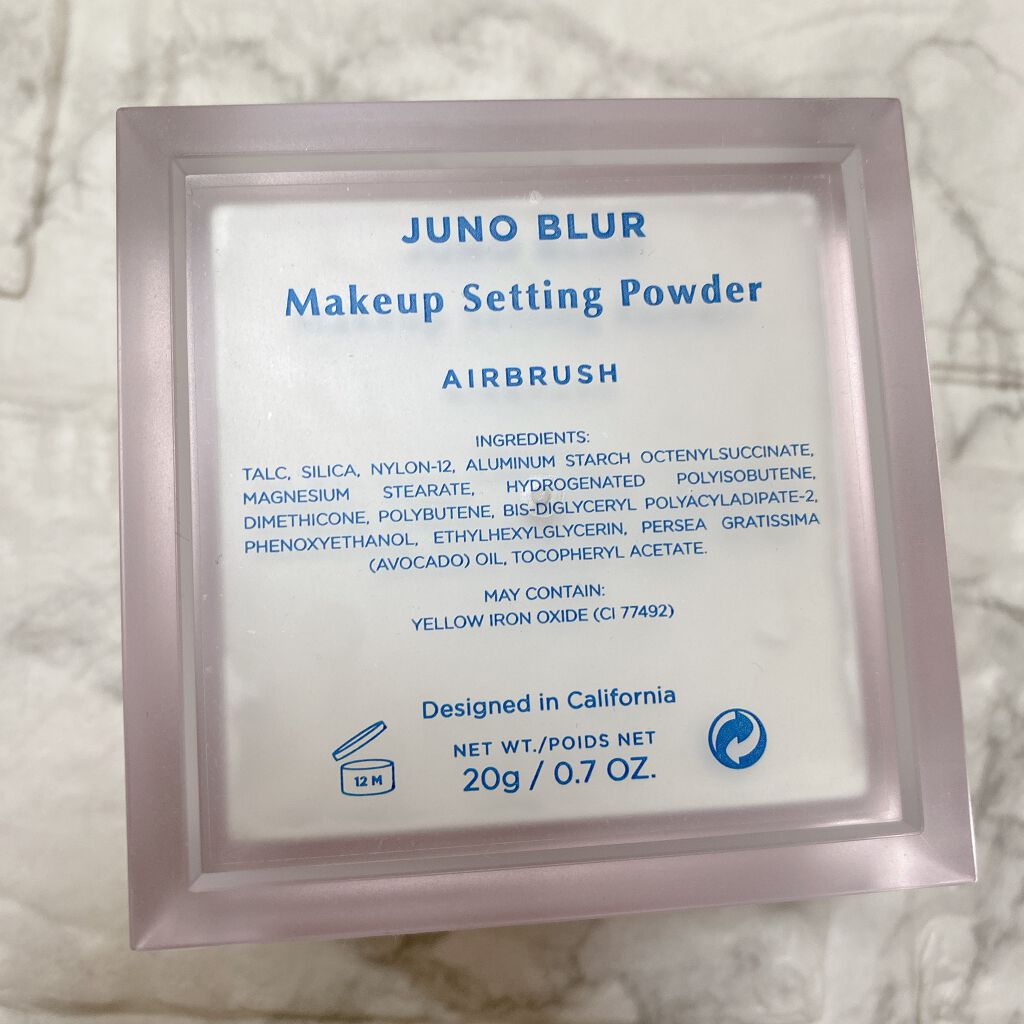 JUNO BLUR
Makeup Setting Powder
AIRBRUSH
INGREDIENTS:
TALC, SILICA, NYLON-12, ALUMINUM STARCH OCTENYLSUCCINATE,
MAGNESIUM STEARATE, HYDROGENATED POLYISOBUTENE,
DIMETHICONE, POLYBUTENE, BIS-DIGLYCERYL POLYACYLADIPATE-2,
PHENOXYETHANOL, ETHYLHEXYLGLYCERIN, PERSEA GRATISSIMA
(AVOCADO) OIL, TOCOPHERYL ACETATE.
MAY CONTAIN:
YELLOW IRON OXIDE (CI 77492)
Designed in California
NET WT./POIDS NET
20g / 0.7 OZ.
12 M